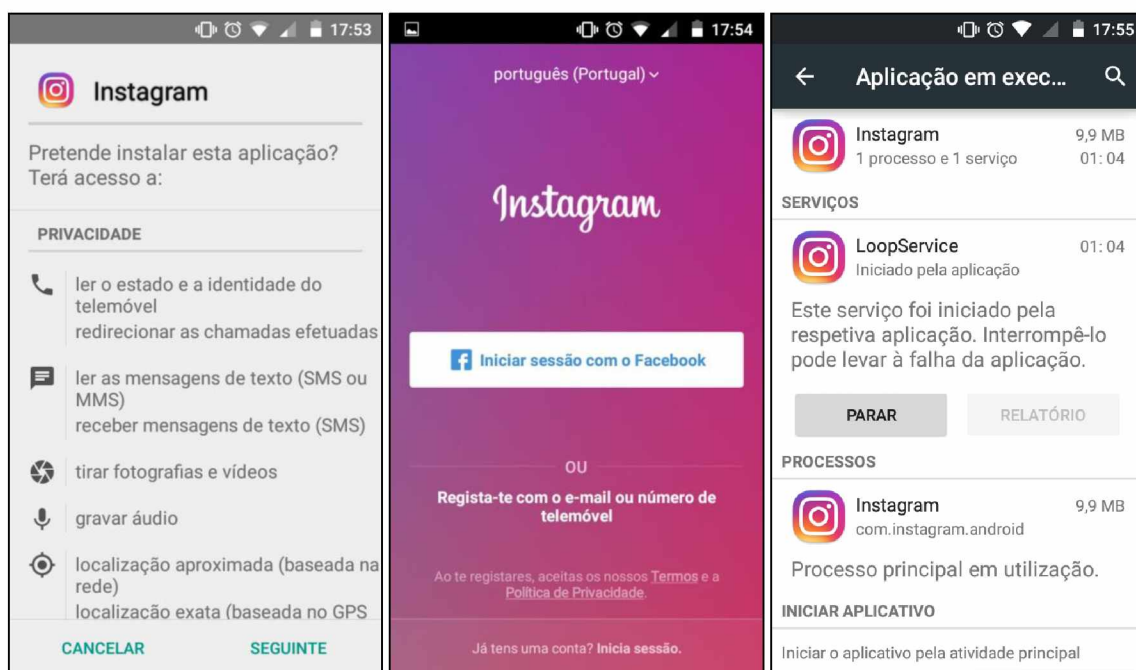 17:53
Instagram
Pretende instalar esta aplicação?
Terá acesso a:
PRIVACIDADE
ler o estado e a identidade do
telemóvel
redirecionar as chamadas efetuadas
ler as mensagens de texto (SMS ou
MMS)
receber mensagens de texto (SMS)
tirar fotografias e vídeos
gravar áudio
localização aproximada (baseada na
rede)
localização exata (baseada no GPS
CANCELAR SEGUINTE
17:54
português (Portugal)
Instagram
Iniciar sessão com o Facebook
OU
Regista-te com o e-mail ou número de
telemóvel
Ao te registares, aceitas os nossos Termos e a
Política de Privacidade.
Já tens uma conta? Inicia sessão.
17:55
Aplicação em exec...
Instagram 9,9 MB
1 processo e 1 serviço 01:04
SERVIÇOS
LoopService 01:04
Iniciado pela aplicação
Este serviço foi iniciado pela
respetiva aplicação. Interrompê-lo
pode levar à falha da aplicação.
PARAR RELATÓRIO
PROCESSOS
Instagram 9,9 MB
com.instagram.android
Processo principal em utilização.
INICIAR APLICATIVO
Iniciar o aplicativo pela atividade principal